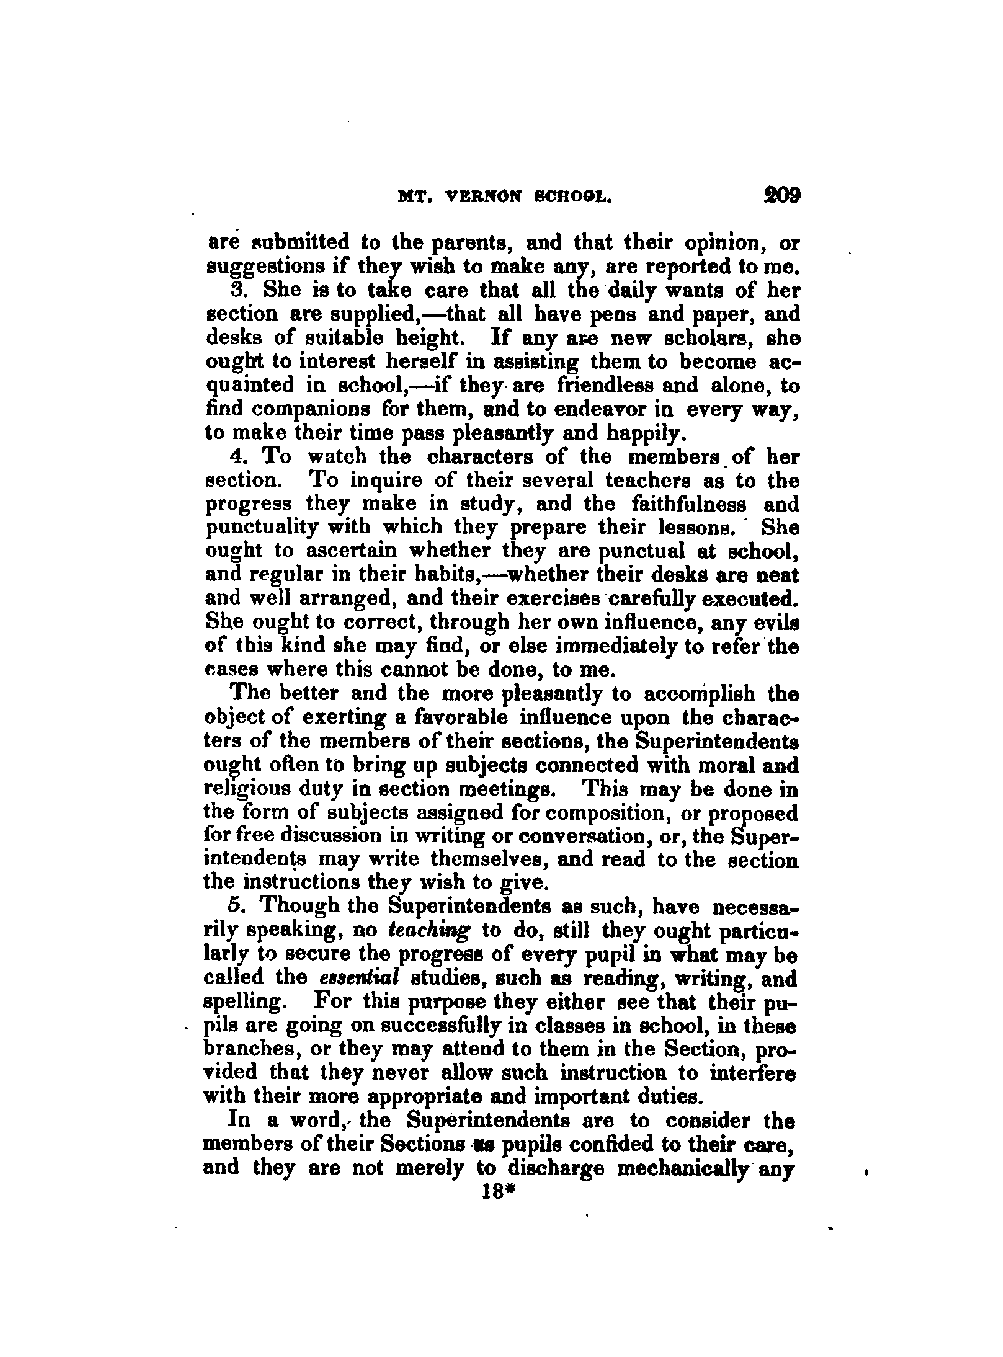 MT. VERNON SCHOOL. 209
are submitted to the parents, and that their opinion, or
suggestions if they wish to make any, are reported to me.
3. She is to take care that all the daily wants of her
section are supplied,—that all have pens and paper, and
desks of suitable height. If any are new scholars, she
ought to interest herself in assisting them to become ac-
quainted in school,—if they are friendless and alone, to
find companions for them, and to endeavor in every way,
to make their time pass pleasantly and happily.
4. To watch the characters of the members of her
section. To inquire of their several teachers as to the
progress they make in study, and the faithfulness and
punctuality with which they prepare their lessons. She
ought to ascertain whether they are punctual at school,
and regular in their habits,—whether their desks are neat
and well arranged, and their exercises carefully executed.
She ought to correct, through her own influence, any evils
of this kind she may find, or else immediately to refer the
cases where this cannot be done, to me.
The better and the more pleasantly to accomplish the
object of exerting a favorable influence upon the charac-
ters of the members of their sections, the Superintendents
ought often to bring up subjects connected with moral and
religious duty in section meetings. This may be done in
the form of subjects assigned for composition, or proposed
for free discussion in writing or conversation, or, the Super-
intendents may write themselves, and read to the section
the instructions they wish to give.
5. Though the Superintendents as such, have necessa-
rily speaking, no teaching to do, still they ought particu-
larly to secure the progress of every pupil in what may be
called the essential studies, such as reading, writing, and
spelling. For this purpose they either see that their pu-
pils are going on successfully in classes in school, in these
branches, or they may attend to them in the Section, pro-
vided that they never allow such instruction to interfere
with their more appropriate and important duties.
In a word, the Superintendents are to consider the
members of their Sections as pupils confided to their care,
and they are not merely to discharge mechanically any
18*